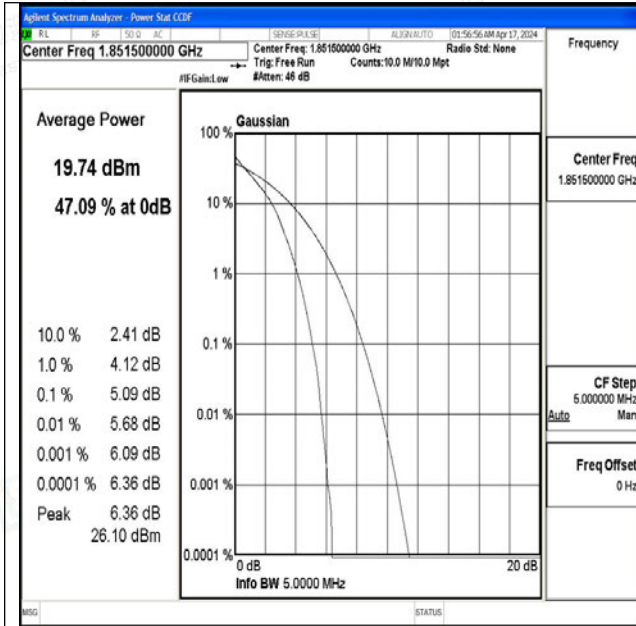 Agilent Spectrum Analyzer - Power Stat CCDF
RL RF 50 Ω AC SENSE:PULSE ALIGNAUTO 01:56:56 AM Apr 17, 2024
Center Freq 1.851500000 GHz
Center Freq: 1.851500000 GHz
Radio Std: None
Trig: Free Run
Counts:10.0 M/10.0 Mpt
#IFGain:Low
#Atten: 46 dB
Frequency
Average Power
19.74 dBm
47.09 % at 0dB
10.0 % 2.41 dB
1.0 % 4.12 dB
0.1 % 5.09 dB
0.01 % 5.68 dB
0.001 % 6.09 dB
0.0001 % 6.36 dB
Peak 6.36 dB
26.10 dBm
Gaussian
100 %
10 %
1 %
0.1 %
0.01 %
0.001 %
0.0001 %
0 dB 20 dB
Info BW 5.0000 MHz
Center Freq
1.851500000 GHz
CF Step
5.000000 MHz
Auto Man
Freq Offset
0 Hz
MSG STATUS